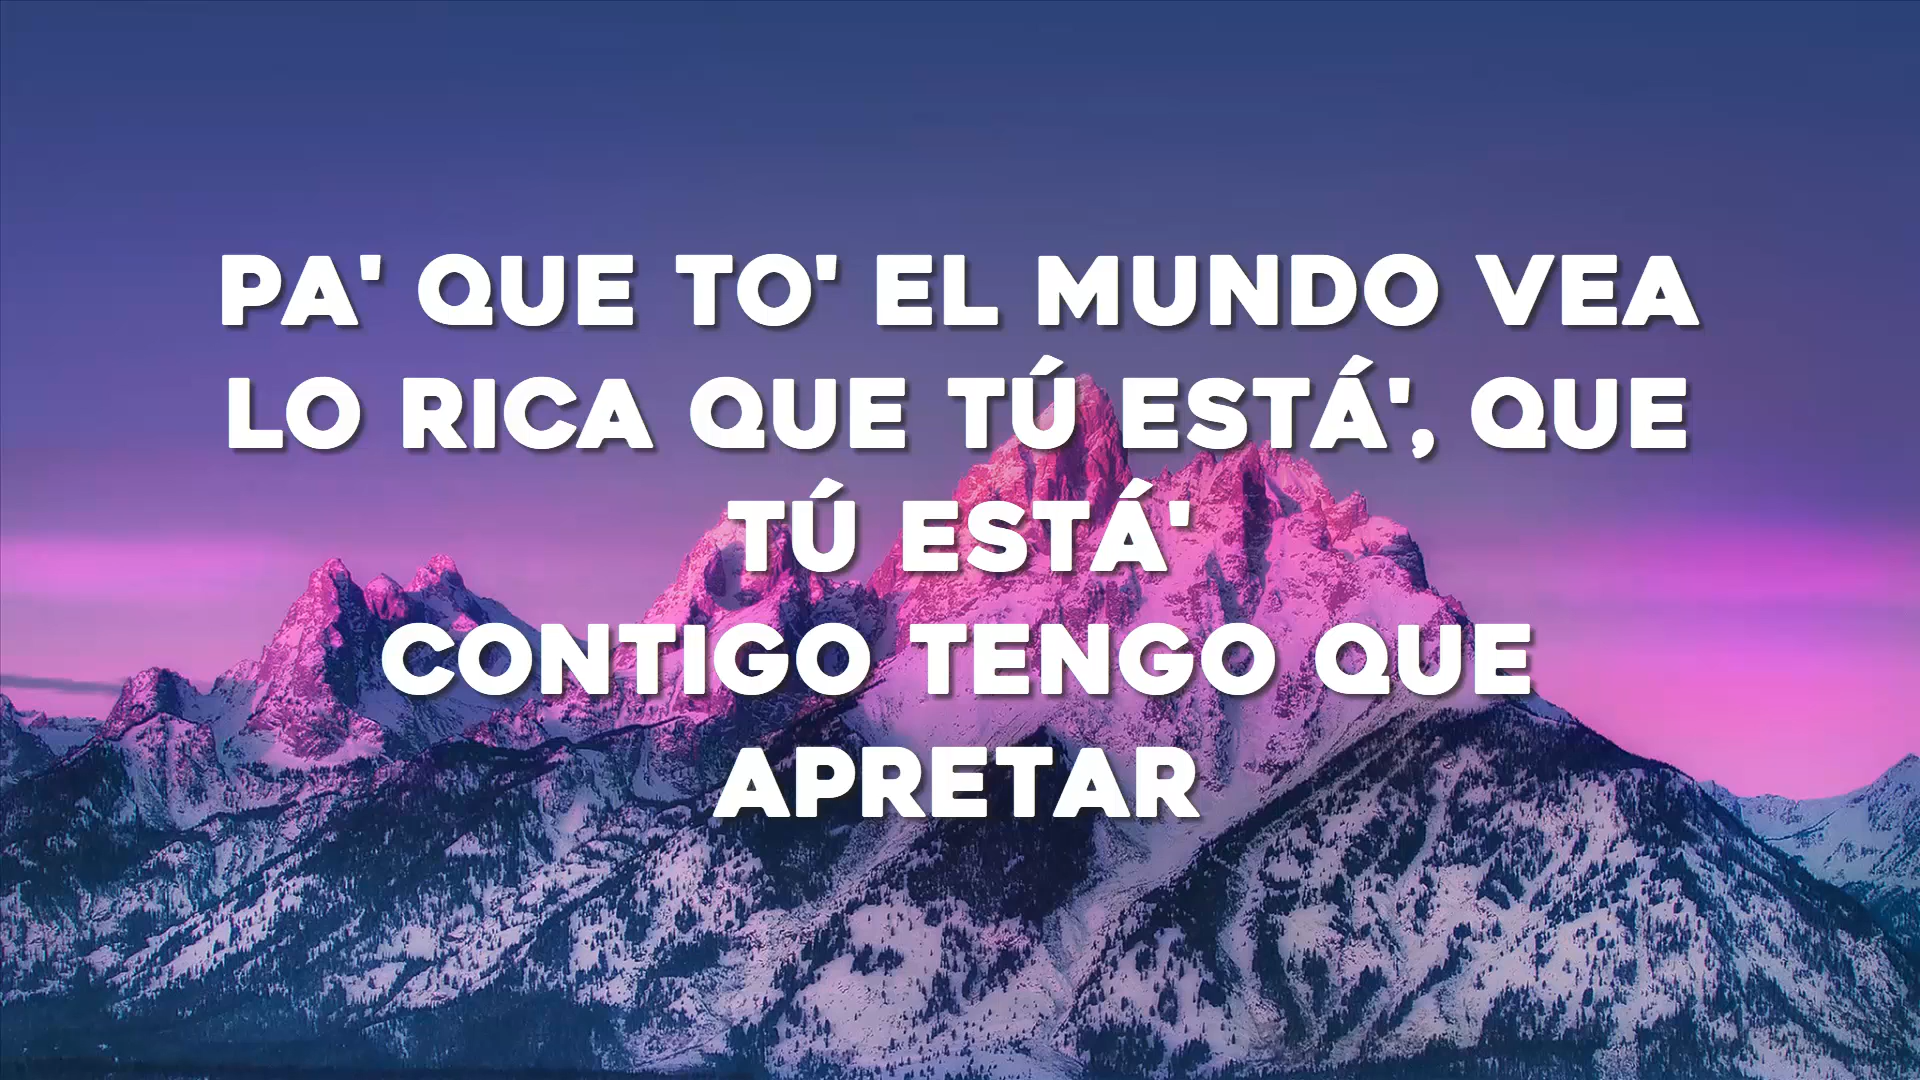 PA' QUE TO' EL MUNDO VEA
LO RICA QUE TÚ ESTÁ', QUE
TÚ ESTÁ'
CONTIGO TENGO QUE
APRETAR